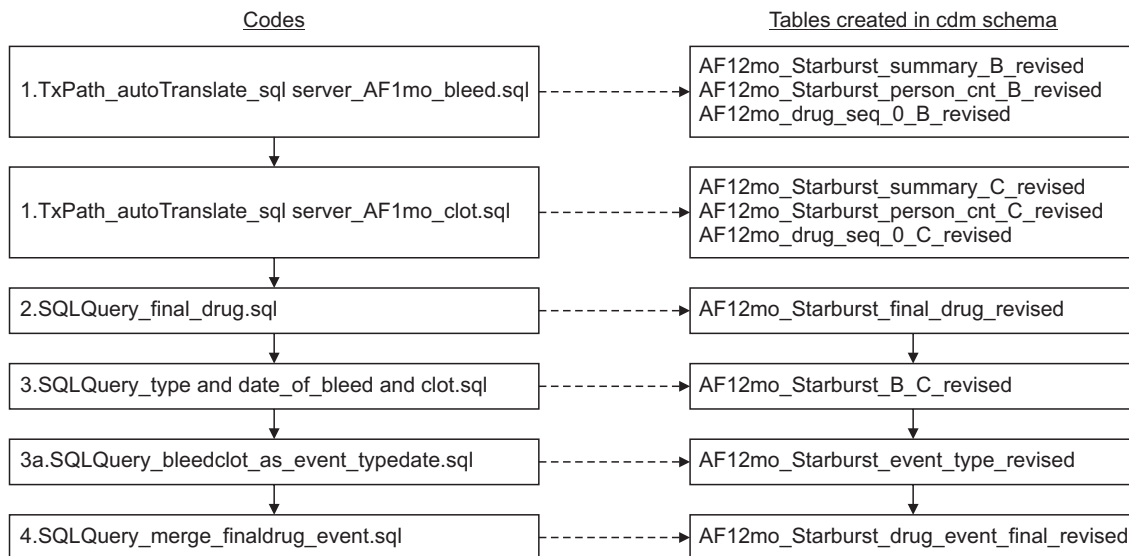 Codes
Tables created in cdm schema
1.TxPath_autoTranslate_sql server_AF1mo_bleed.sql
AF12mo_Starburst_summary_B_revised
AF12mo_Starburst_person_cnt_B_revised
AF12mo_drug_seq_0_B_revised
1.TxPath_autoTranslate_sql server_AF1mo_clot.sql
AF12mo_Starburst_summary_C_revised
AF12mo_Starburst_person_cnt_C_revised
AF12mo_drug_seq_0_C_revised
2.SQLQuery_final_drug.sql
AF12mo_Starburst_final_drug_revised
3.SQLQuery_type and date_of_bleed and clot.sql
AF12mo_Starburst_B_C_revised
3a.SQLQuery_bleedclot_as_event_typedate.sql
AF12mo_Starburst_event_type_revised
4.SQLQuery_merge_finaldrug_event.sql
AF12mo_Starburst_drug_event_final_revised